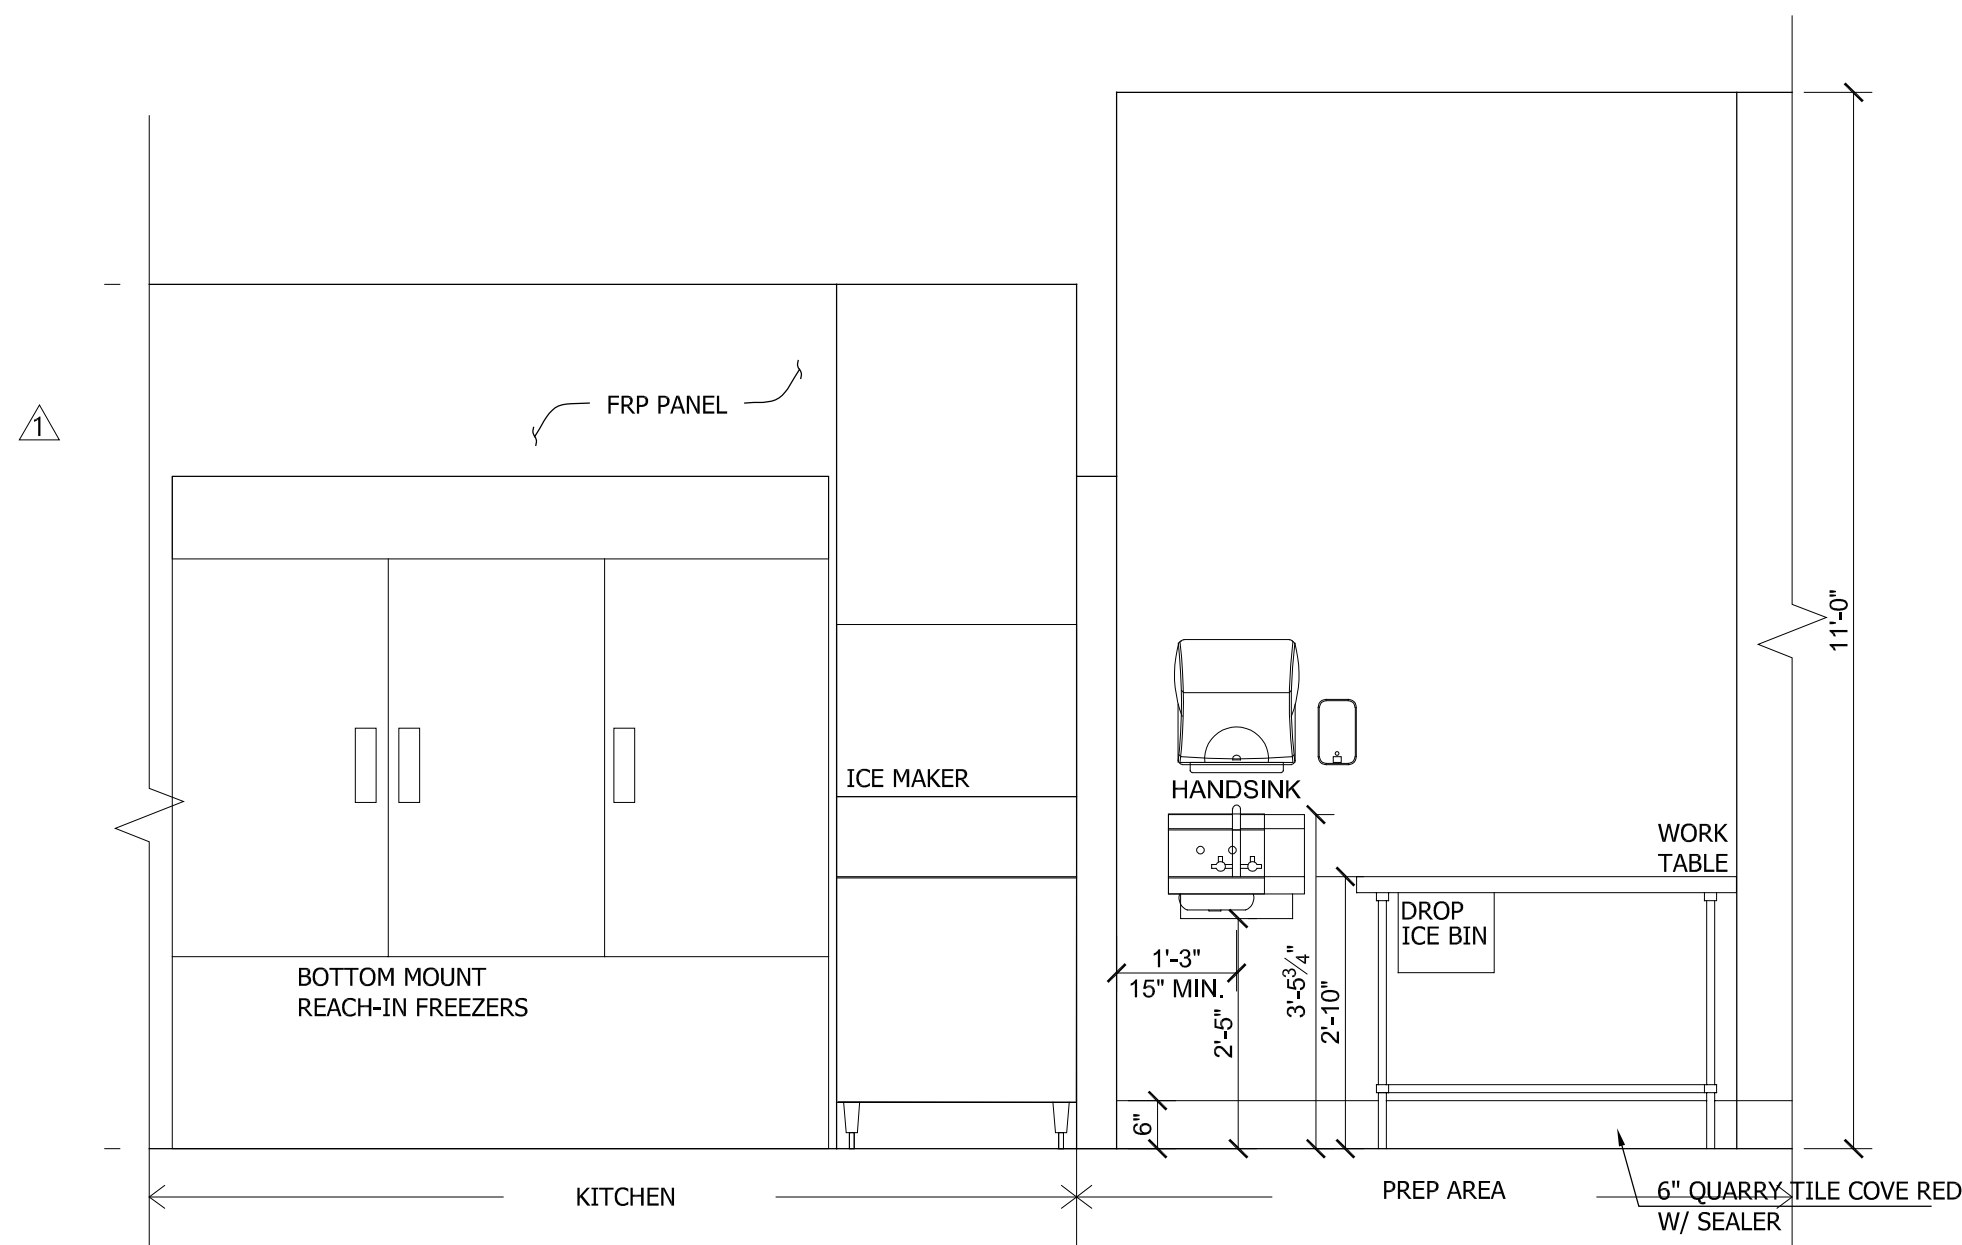 1
FRP PANEL
11'-0"
ICE MAKER
HANDSINK
WORK
TABLE
DROP
ICE BIN
BOTTOM MOUNT
REACH-IN FREEZERS
1'-3"
15" MIN.
2'-5"
3'-5¾"
2'-10"
6"
KITCHEN
PREP AREA
6" QUARRY TILE COVE RED
W/ SEALER